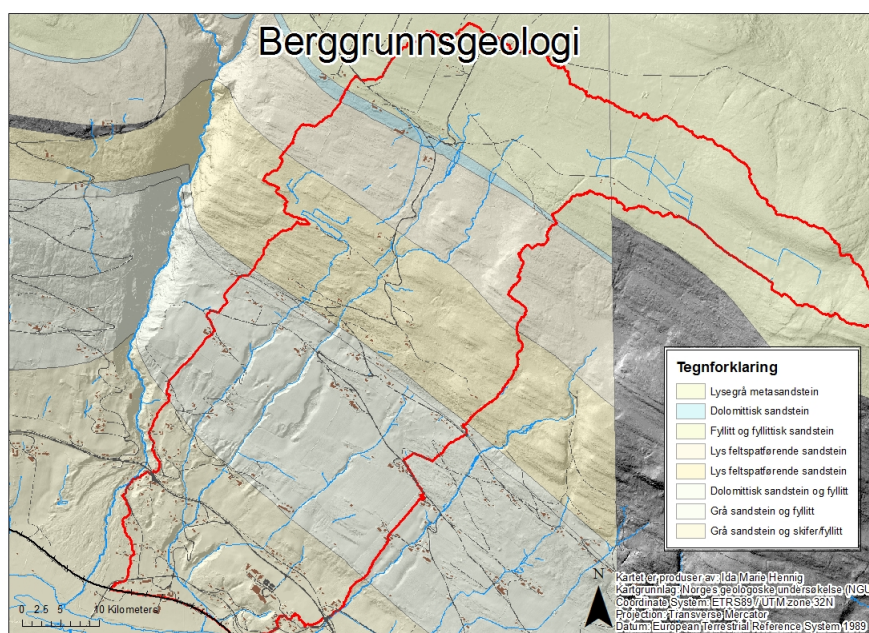 Berggrunnsgeologi
Tegnforklaring
Lysegrå metasandstein
Dolomittisk sandstein
Fyllitt og fyllittisk sandstein
Lys feltspatførende sandstein
Lys feltspatførende sandstein
Dolomittisk sandstein og fyllitt
Grå sandstein og fyllitt
Grå sandstein og skifer/fyllitt
N
Kartet er produser av: Ida Marie Hennig
Kartgrunnlag: Norges geologoske undersøkelse (NGU
Coordinate System: ETRS89 / UTM zone 32N
Projection: Transverse Mercator
Datum: European Terrestrial Reference System 1989
0 2.5 5 10 Kilometers